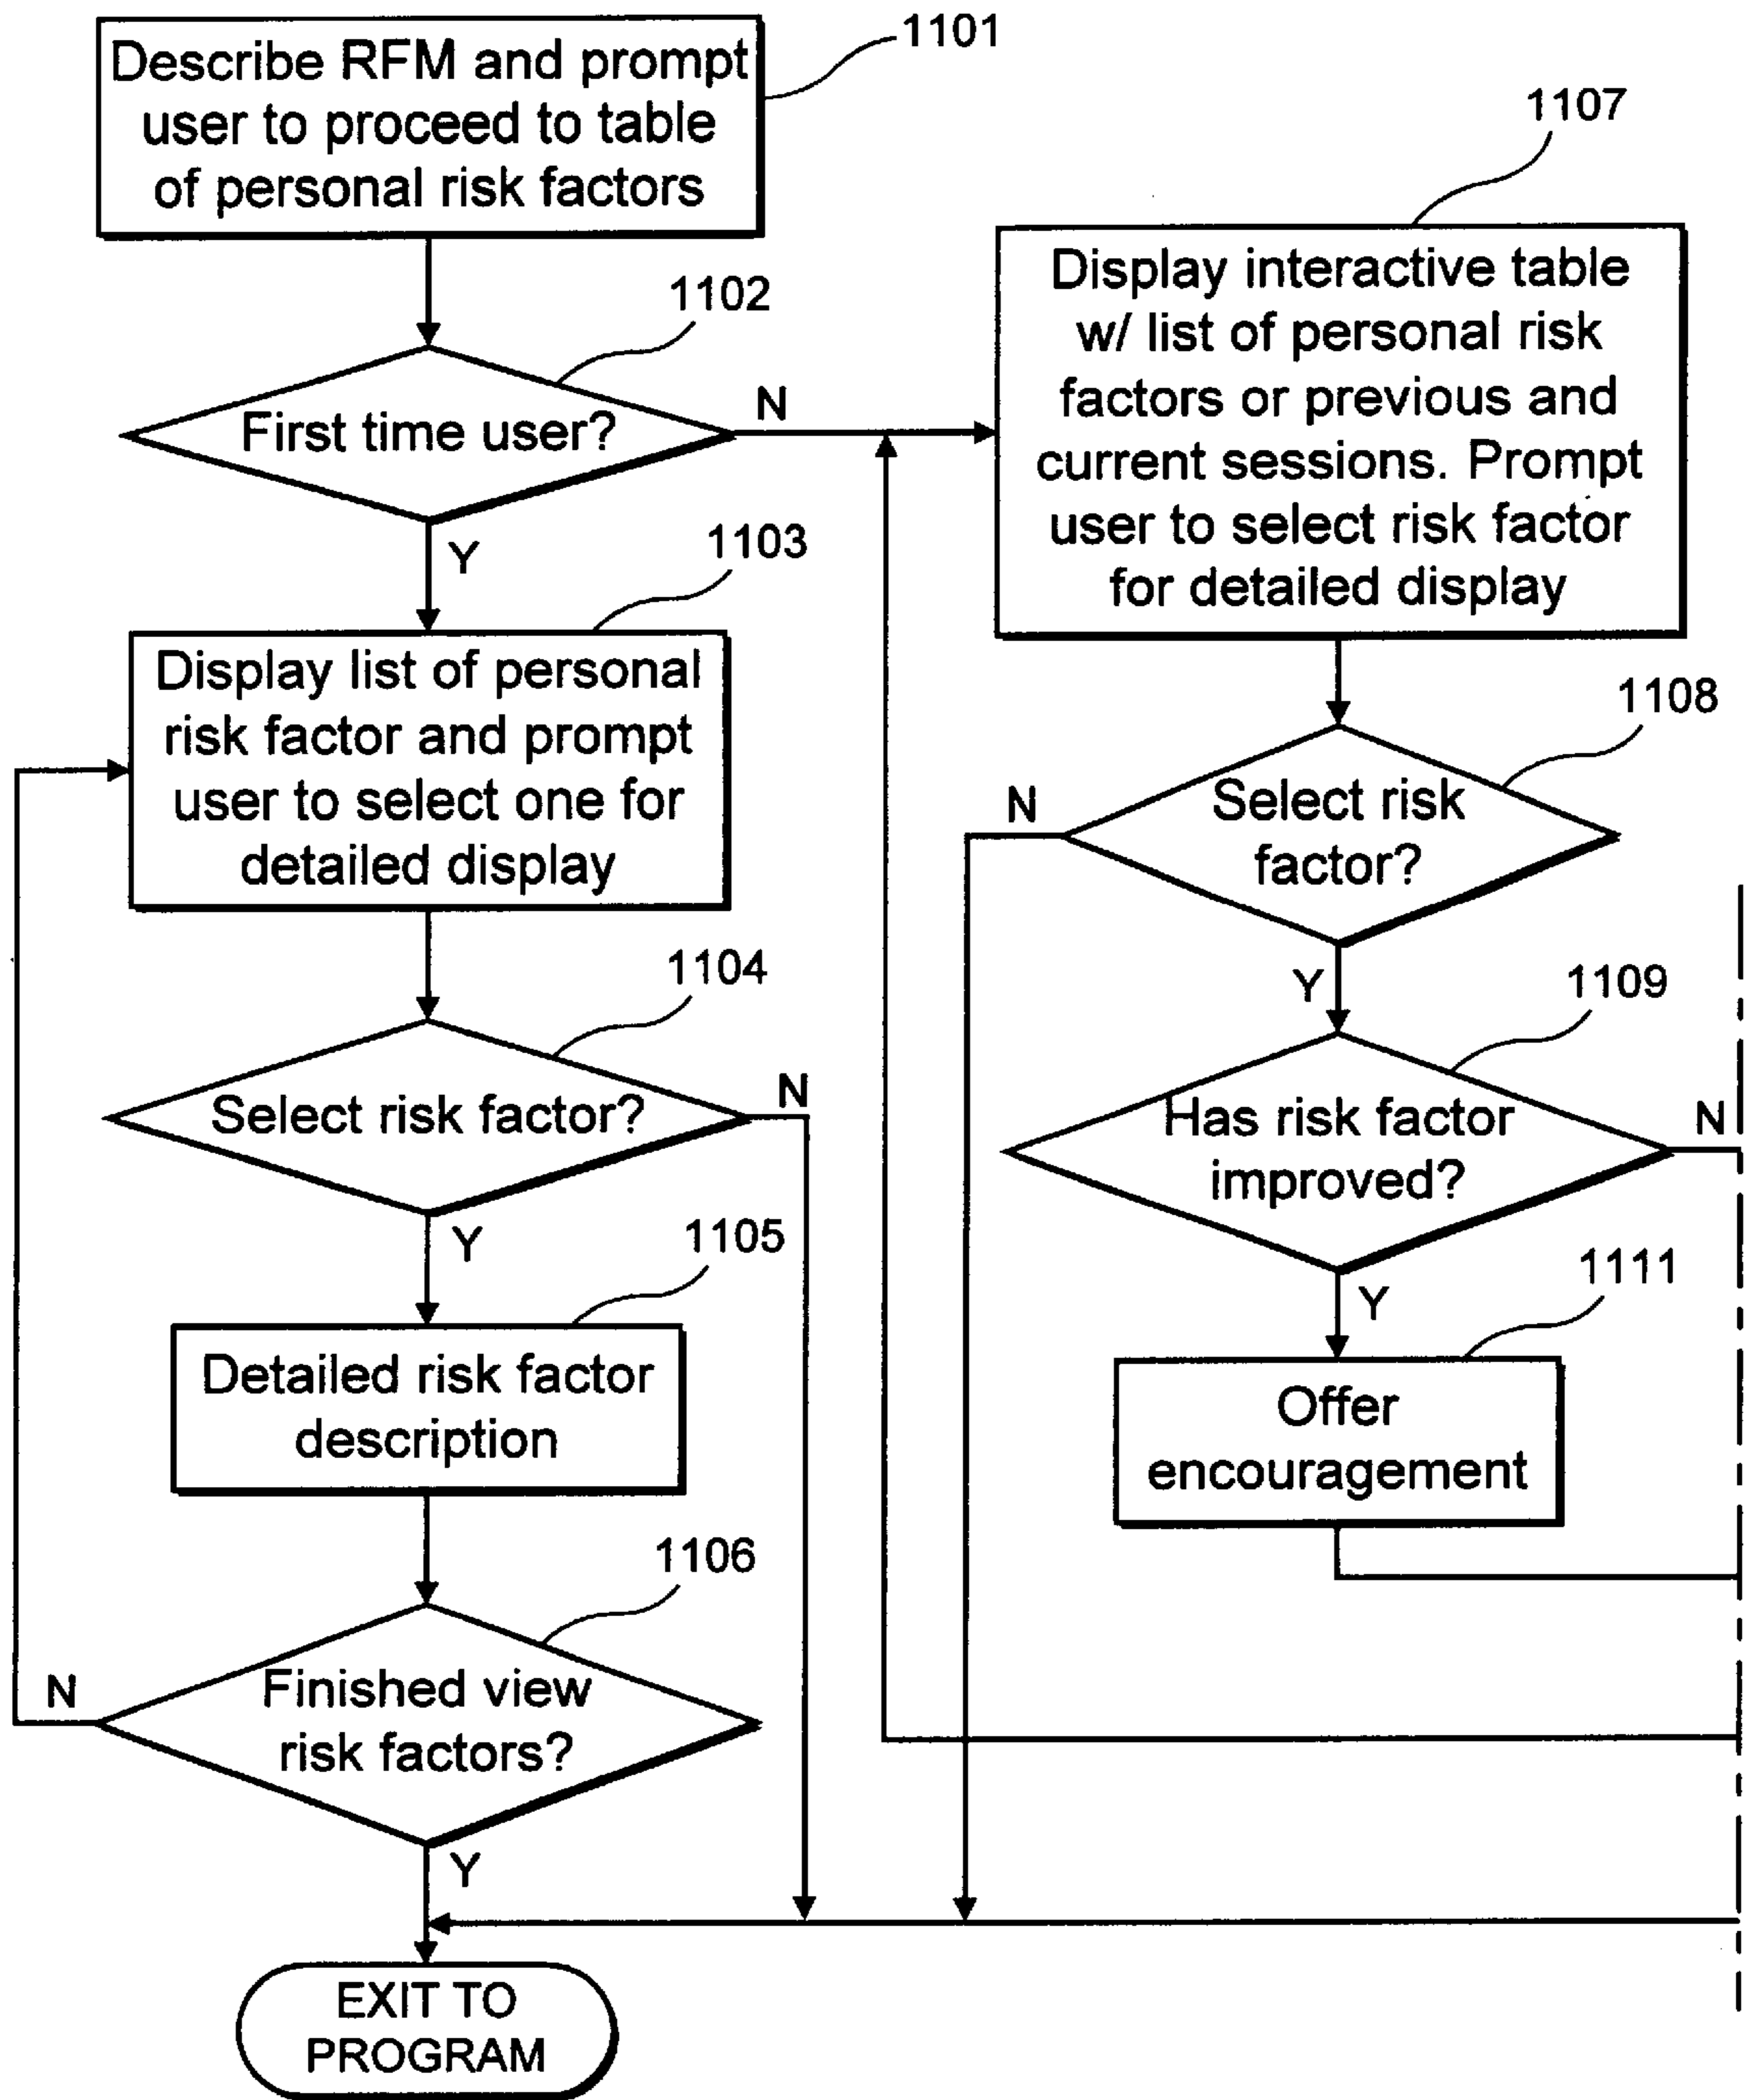 1101
Describe RFM and prompt
user to proceed to table
of personal risk factors
1102
First time user?
N
Y
1103
Display list of personal
risk factor and prompt
user to select one for
detailed display
1104
Select risk factor?
N
Y
1105
Detailed risk factor
description
1106
Finished view
risk factors?
N
Y
EXIT TO
PROGRAM
1107
Display interactive table
w/ list of personal risk
factors or previous and
current sessions. Prompt
user to select risk factor
for detailed display
1108
Select risk
factor?
N
Y
1109
Has risk factor
improved?
N
Y
1111
Offer
encouragement